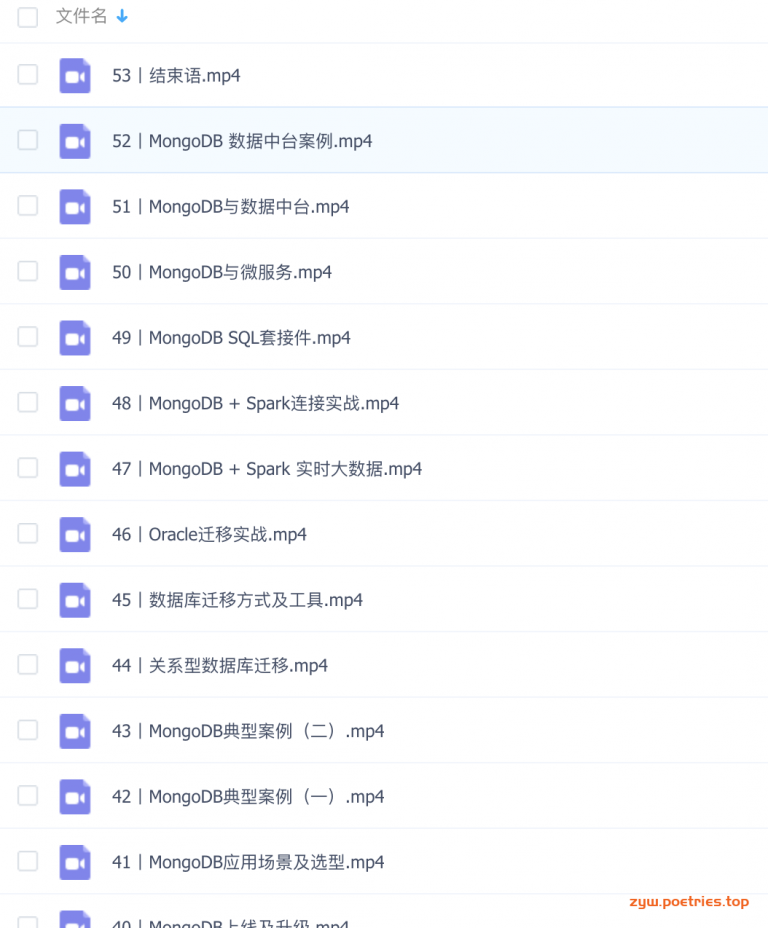 文件名
53丨结束语.mp4
52丨MongoDB 数据中台案例.mp4
51丨MongoDB与数据中台.mp4
50丨MongoDB与微服务.mp4
49丨MongoDB SQL套接件.mp4
48丨MongoDB + Spark连接实战.mp4
47丨MongoDB + Spark 实时大数据.mp4
46丨Oracle迁移实战.mp4
45丨数据库迁移方式及工具.mp4
44丨关系型数据库迁移.mp4
43丨MongoDB典型案例（二）.mp4
42丨MongoDB典型案例（一）.mp4
41丨MongoDB应用场景及选型.mp4
zyw.poetries.top
40丨MongoDB上线及升级.mp4